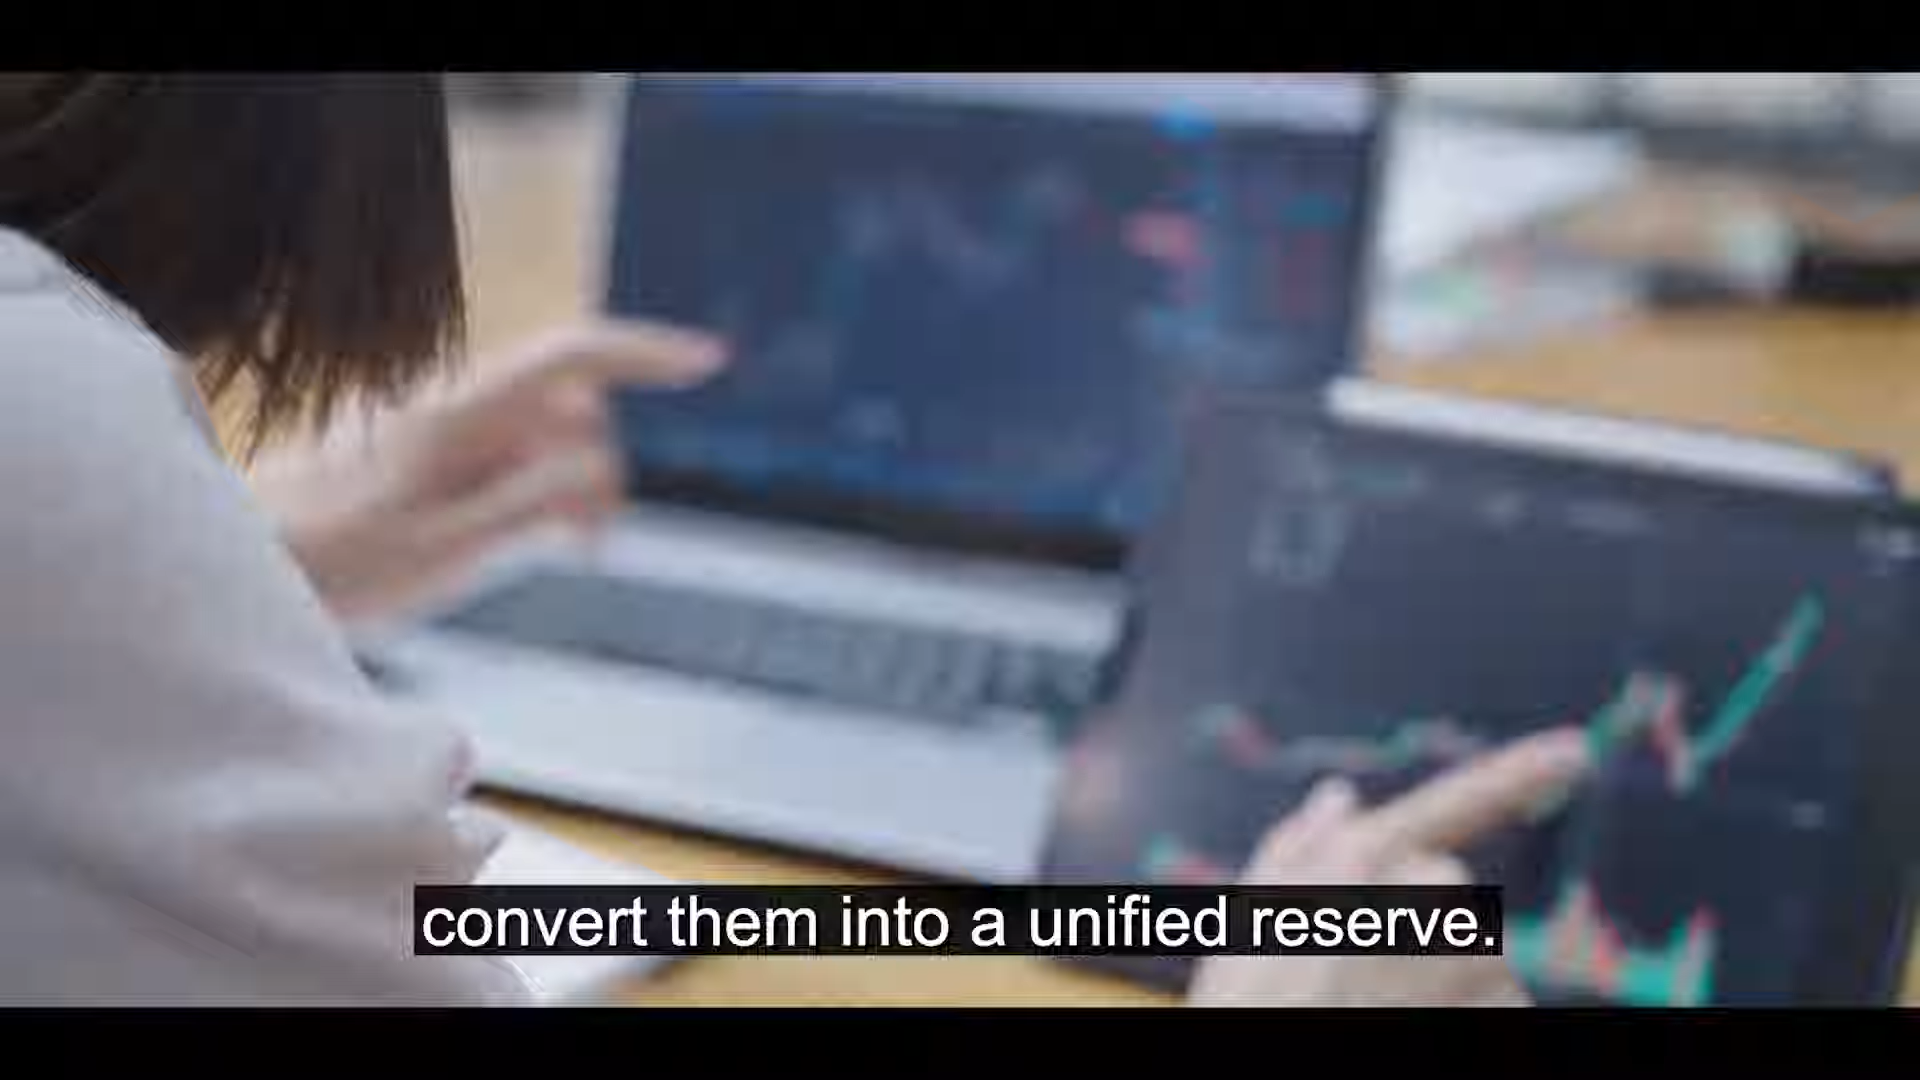 convert them into a unified reserve.